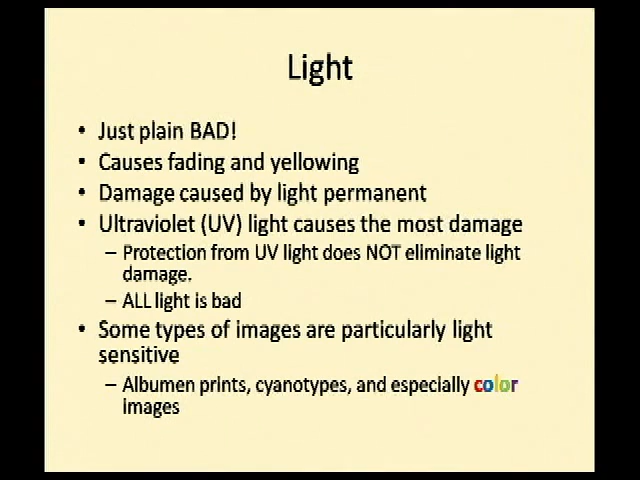 Light
• Just plain BAD!
• Causes fading and yellowing
• Damage caused by light permanent
• Ultraviolet (UV) light causes the most damage
– Protection from UV light does NOT eliminate light
damage.
– ALL light is bad
• Some types of images are particularly light
sensitive
– Albumen prints, cyanotypes, and especially color
images